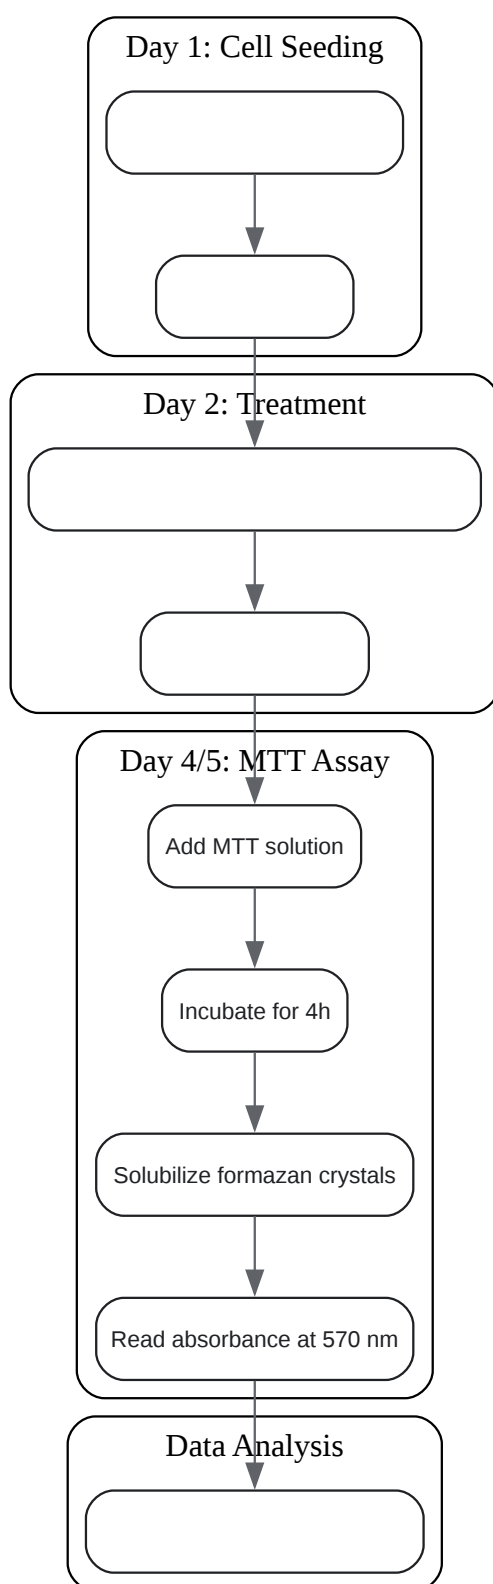 Day 1: Cell Seeding
Day 2: Treatment
Day 4/5: MTT Assay
Add MTT solution
Incubate for 4h
Solubilize formazan crystals
Read absorbance at 570 nm
Data Analysis